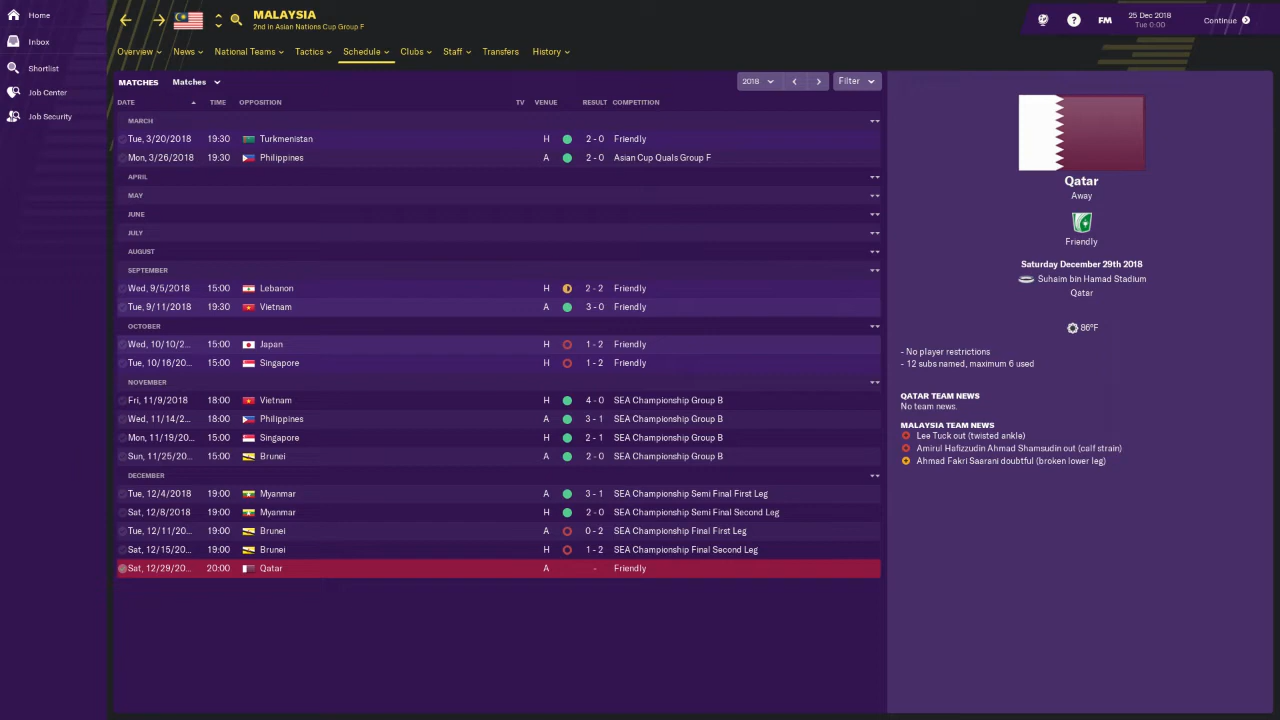 Home
Inbox
Shortlist
Job Center
Job Security
MALAYSIA
2nd in Asian Nations Cup Group F
FM
25 Dec 2018
Tue 0:00
Continue
Overview News National Teams Tactics Schedule Clubs Staff Transfers History
MATCHES Matches 2018 Filter
DATE TIME OPPOSITION TV VENUE RESULT COMPETITION
MARCH
Tue, 3/20/2018 19:30 Turkmenistan H 2 - 0 Friendly
Mon, 3/26/2018 19:30 Philippines A 2 - 0 Asian Cup Quals Group F
APRIL
MAY
JUNE
JULY
AUGUST
SEPTEMBER
Wed, 9/5/2018 15:00 Lebanon H 2 - 2 Friendly
Tue, 9/11/2018 19:30 Vietnam A 3 - 0 Friendly
OCTOBER
Wed, 10/10/2... 15:00 Japan H 1 - 2 Friendly
Tue, 10/16/20... 15:00 Singapore H 1 - 2 Friendly
NOVEMBER
Fri, 11/9/2018 18:00 Vietnam H 4 - 0 SEA Championship Group B
Wed, 11/14/2... 18:00 Philippines A 3 - 1 SEA Championship Group B
Mon, 11/19/20... 15:00 Singapore H 2 - 1 SEA Championship Group B
Sun, 11/25/20... 15:00 Brunei A 2 - 0 SEA Championship Group B
DECEMBER
Tue, 12/4/2018 19:00 Myanmar A 3 - 1 SEA Championship Semi Final First Leg
Sat, 12/8/2018 19:00 Myanmar H 2 - 0 SEA Championship Semi Final Second Leg
Tue, 12/11/20... 19:00 Brunei A 0 - 2 SEA Championship Final First Leg
Sat, 12/15/20... 19:00 Brunei H 1 - 2 SEA Championship Final Second Leg
Sat, 12/29/20... 20:00 Qatar A - Friendly
Qatar
Away
Friendly
Saturday December 29th 2018
Suhaim bin Hamad Stadium
Qatar
86°F
- No player restrictions
- 12 subs named, maximum 6 used
QATAR TEAM NEWS
No team news.
MALAYSIA TEAM NEWS
Lee Tuck out (twisted ankle)
Amirul Hafizzudin Ahmad Shamsudin out (calf strain)
Ahmad Fakri Saarani doubtful (broken lower leg)